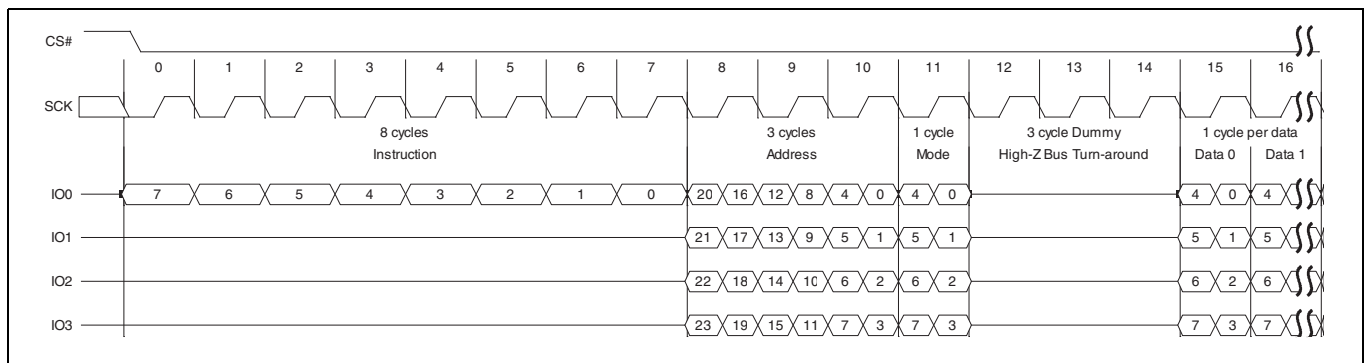 CS#
0 1 2 3 4 5 6 7 8 9 10 11 12 13 14 15 16
SCK
8 cycles 3 cycles 1 cycle 3 cycle Dummy 1 cycle per data
Instruction Address Mode High-Z Bus Turn-around Data 0 Data 1
IO0 7 6 5 4 3 2 1 0 20 16 12 8 4 0 4 0 4 0 4
IO1 21 17 13 9 5 1 5 1 5 1 5
IO2 22 18 14 10 6 2 6 2 6 2 6
IO3 23 19 15 11 7 3 7 3 7 3 7